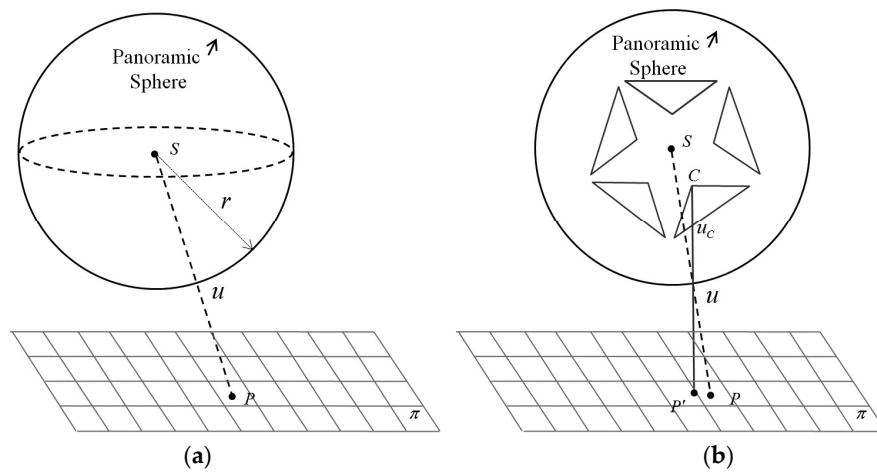 Panoramic
Sphere
S
r
u
P
π
(a)
Panoramic
Sphere
S
C
u_C
u
P' P
π
(b)